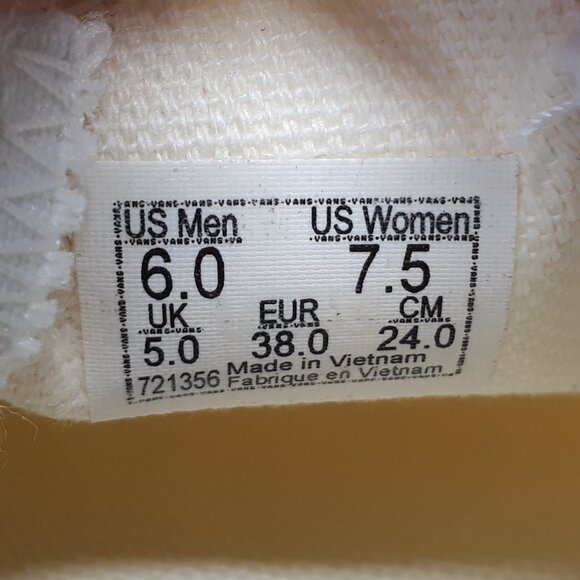 US Men US Women
6.0 7.5
UK EUR CM
5.0 38.0 24.0
Made in Vietnam
721356 Fabrique en Vietnam